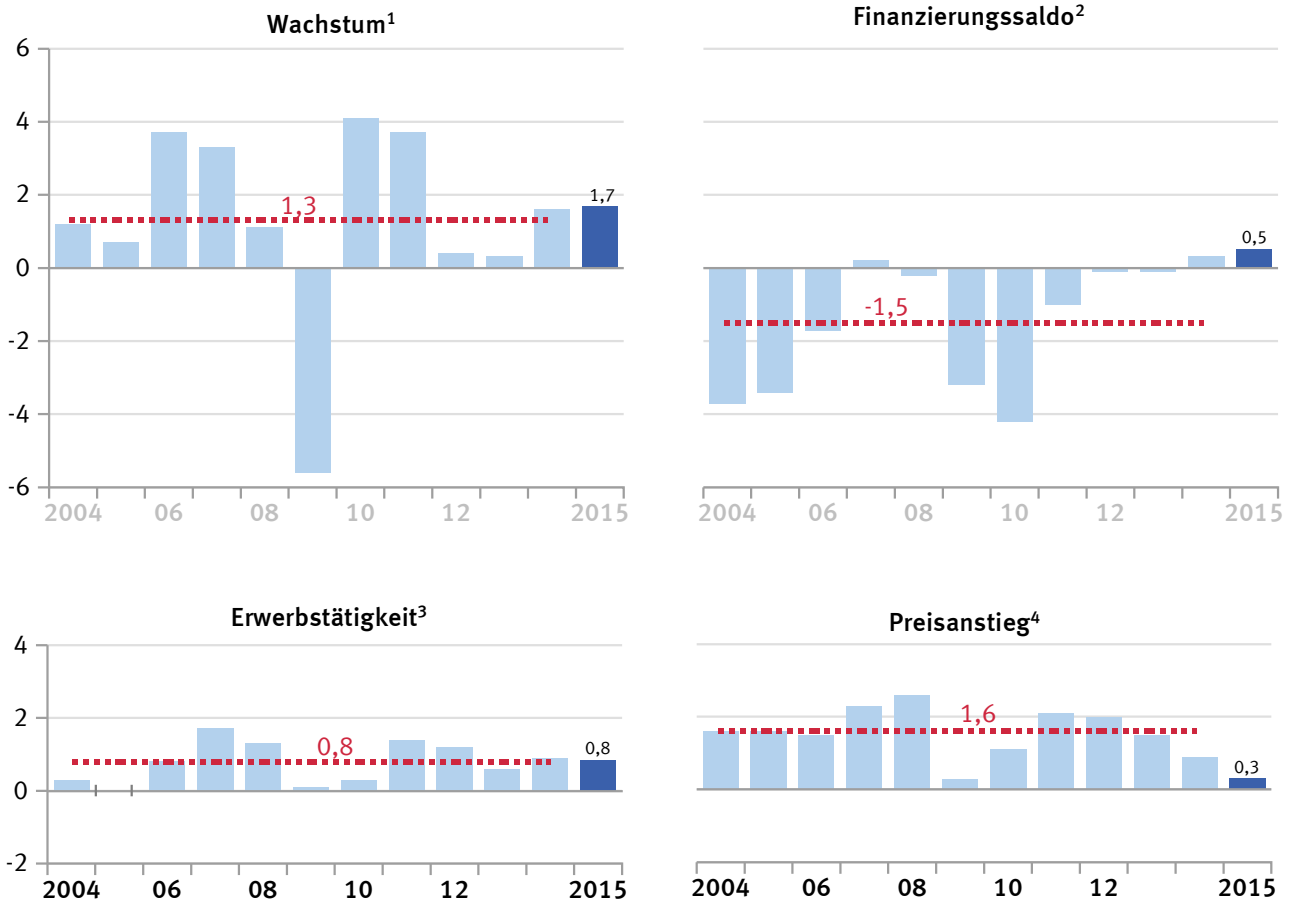 Wachstum¹
6
4
2
0
-2
-4
-6
1,3
1,7
2004 06 08 10 12 2015
Finanzierungssaldo²
0,5
-1,5
2004 06 08 10 12 2015
Erwerbstätigkeit³
4
2
0
-2
0,8
0,8
2004 06 08 10 12 2015
Preisanstieg⁴
1,6
0,3
2004 06 08 10 12 2015